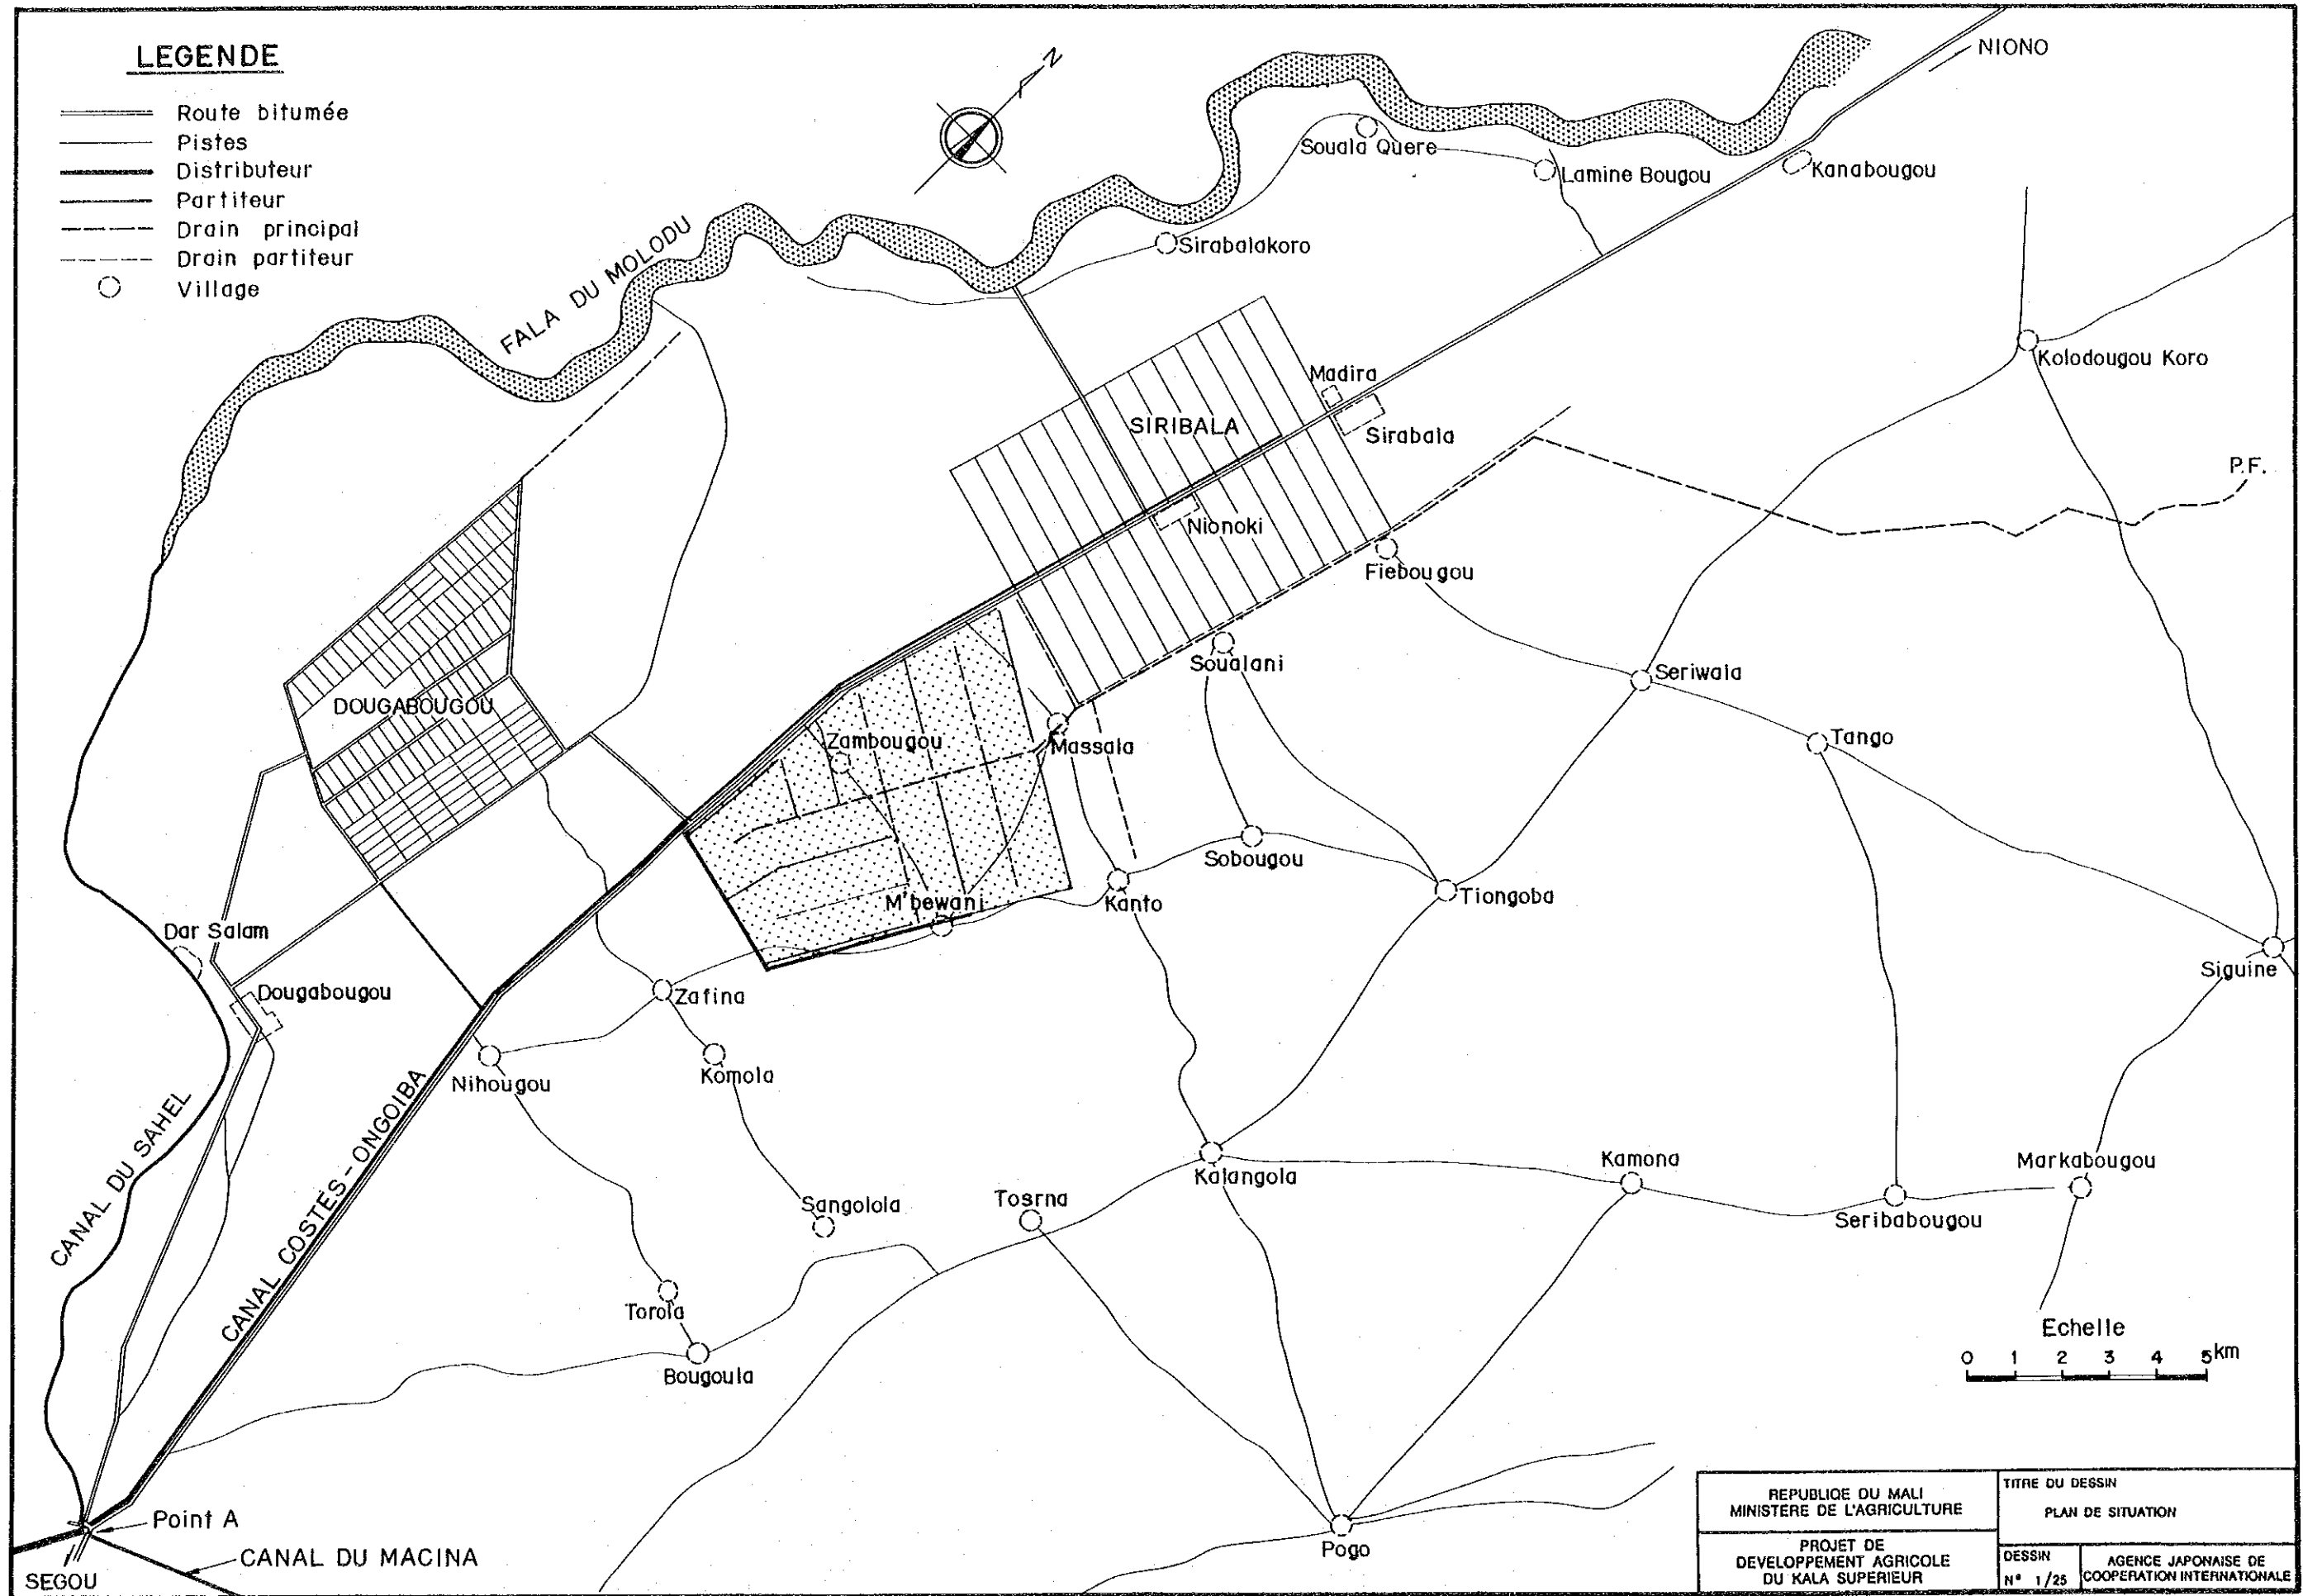 LEGENDE
Route bitumée
Pistes
Distributeur
Partiteur
Drain principal
Drain partiteur
Village
N
NIONO
Souala Quere
Lamine Bougou
Kanabougou
Sirabalakoro
FALA DU MOLODU
Kolodougou Koro
Madira
SIRIBALA
Sirabala
P.F.
Nionoki
Fiebougou
Soualani
Seriwala
DOUGABOUGOU
Zambougou
Massala
Tango
Sobougou
M'bewani
Kanto
Tiongoba
Dar Salam
Siguine
Dougabougou
Zafina
Nihougou
Komola
CANAL DU SAHEL
CANAL COSTES-ONGOIBA
Kalangola
Kamona
Markabougou
Sangolola
Tosrna
Seribabougou
Torola
Bougoula
Echelle
0 1 2 3 4 5 km
Point A
CANAL DU MACINA
SEGOU
Pogo
REPUBLIQE DU MALI
MINISTERE DE L'AGRICULTURE
TITRE DU DESSIN
PLAN DE SITUATION
PROJET DE
DEVELOPPEMENT AGRICOLE
DU KALA SUPERIEUR
DESSIN
N° 1/25
AGENCE JAPONAISE DE
COOPERATION INTERNATIONALE